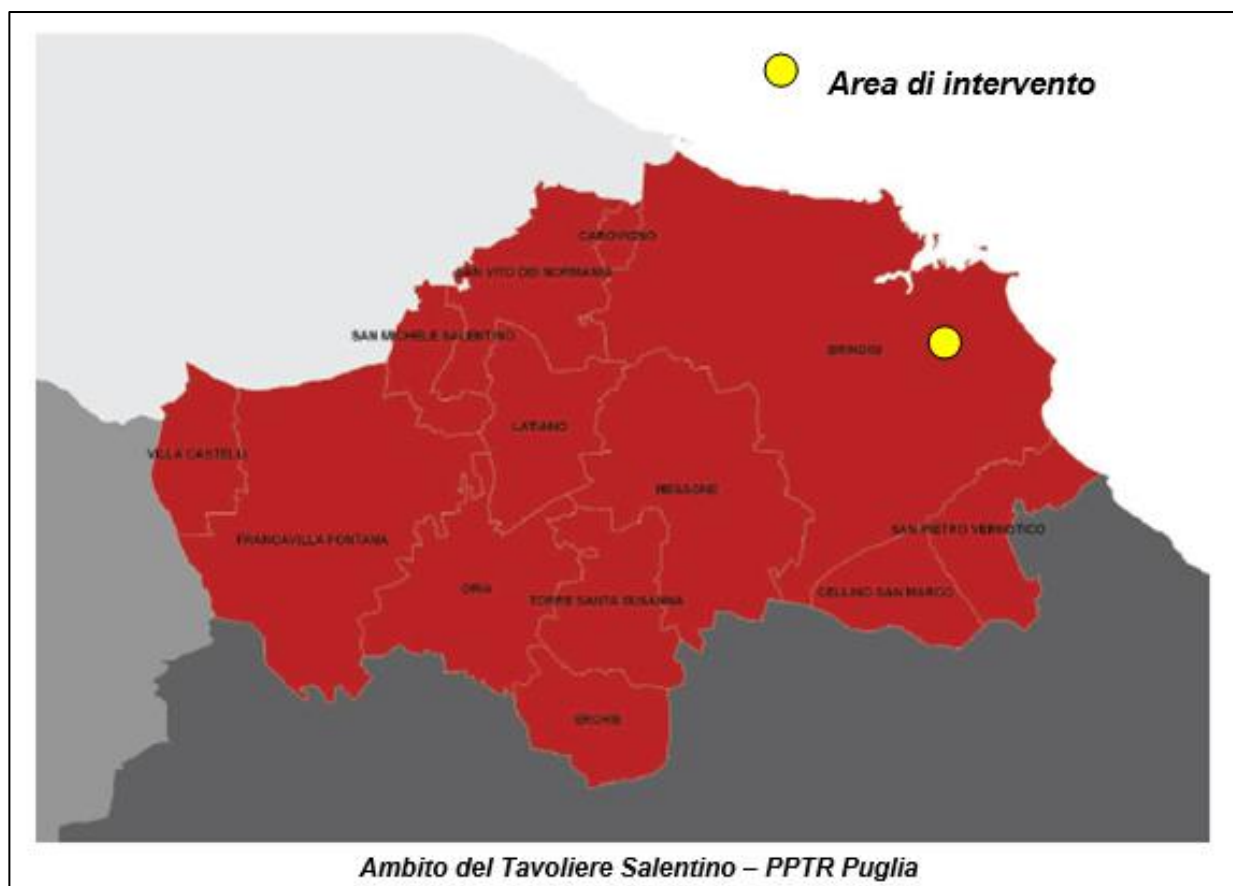 Area di intervento
CAROVIGNO
SAN VITO DEI NORMANNI
SAN MICHELE SALENTINO
BRINDISI
LATIANO
VILLA CASTELLI
MESAGNE
FRANCAVILLA FONTANA
SAN PIETRO VERNOTICO
ORIA
TORRE SANTA SUSANNA
CELLINO SAN MARCO
ERCHIE
Ambito del Tavoliere Salentino – PPTR Puglia